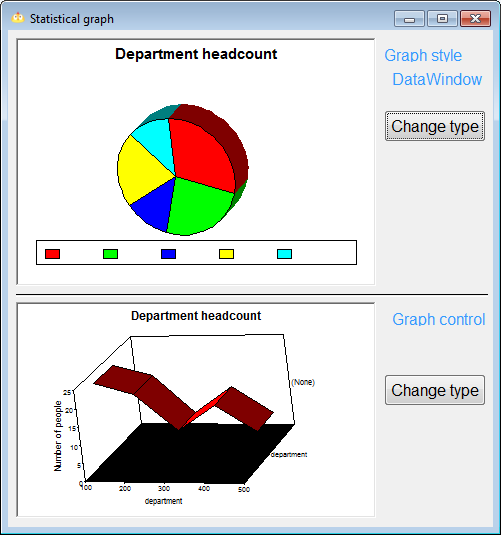 Statistical graph
Department headcount
Graph style
DataWindow
Change type
Department headcount
Graph control
Change type
(None)
25
20
15
10
5
0
Number of people
100
200
300
400
500
department
department